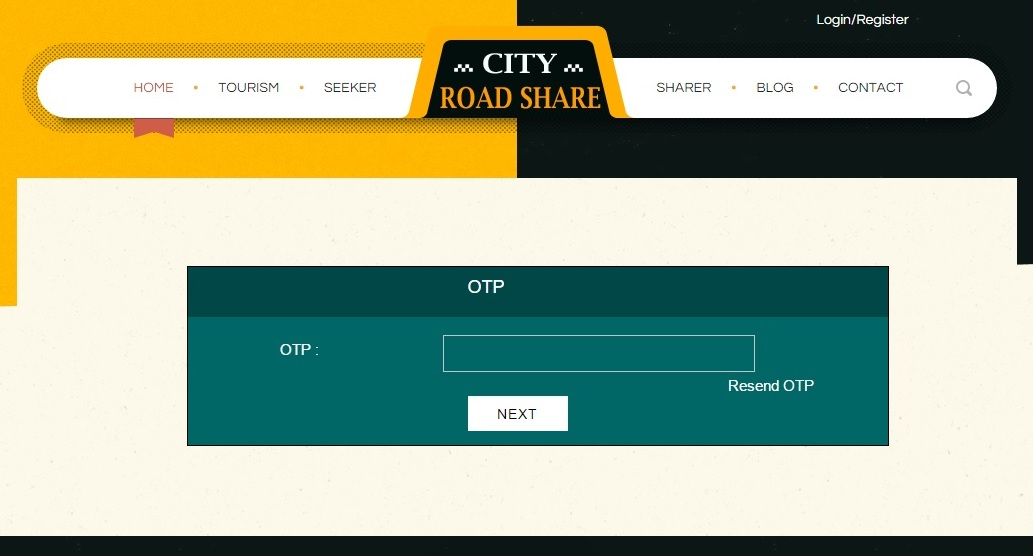 Login/Register
HOME • TOURISM • SEEKER
CITY
ROAD SHARE
SHARER • BLOG • CONTACT
OTP
OTP :
Resend OTP
NEXT